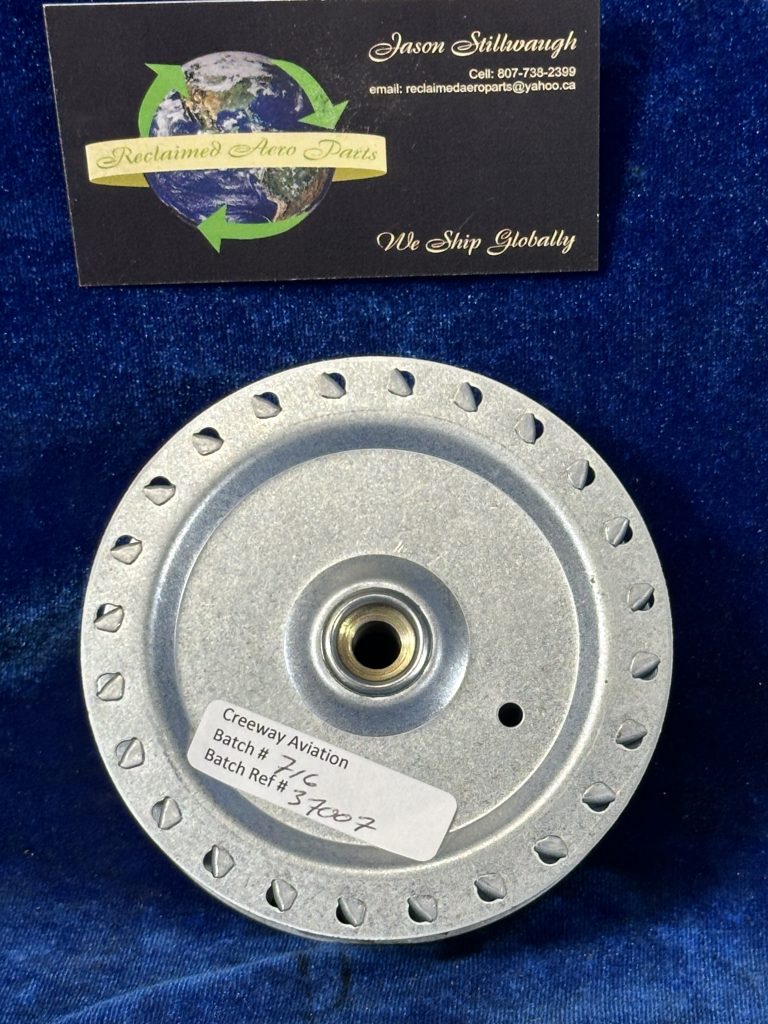 Jason Stillwaugh
Cell: 807-738-2399
email: reclaimedaeroparts@yahoo.ca
Reclaimed Aero Parts
We Ship Globally
Creeway Aviation
Batch # 716
Batch Ref # 37007